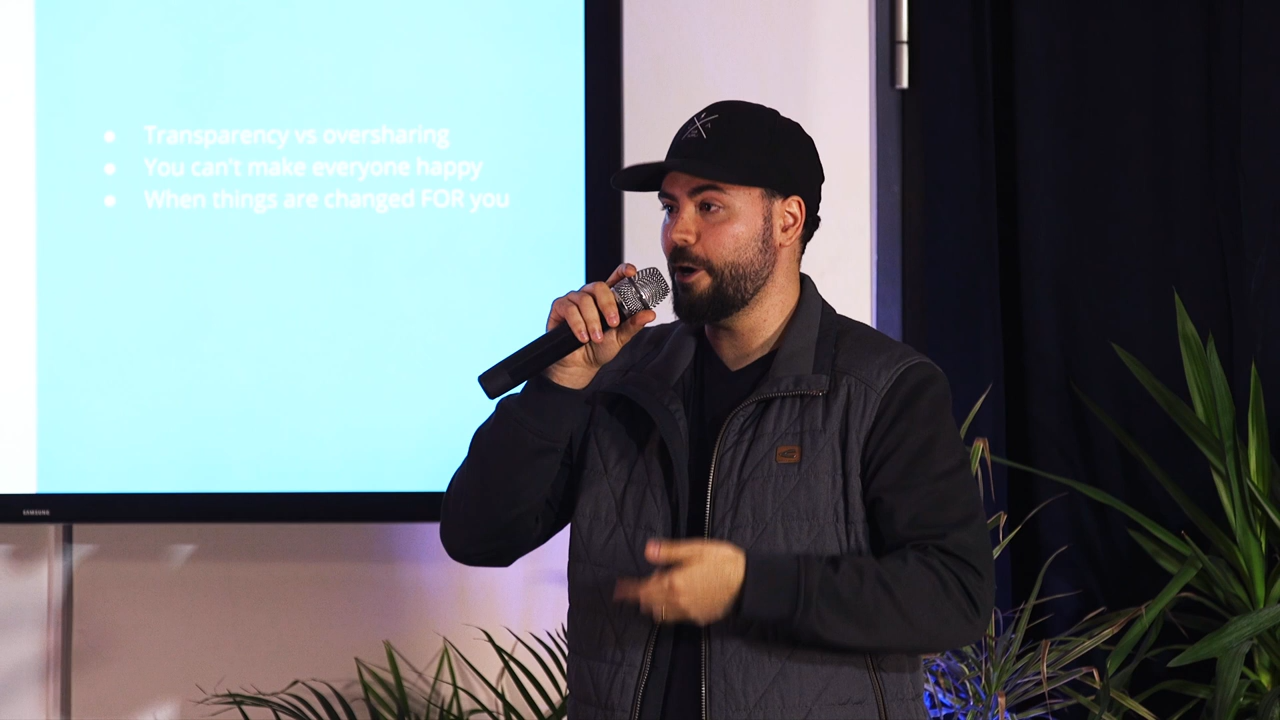 ● Transparency vs oversharing
● You can't make everyone happy
● When things are changed FOR you
SAMSUNG